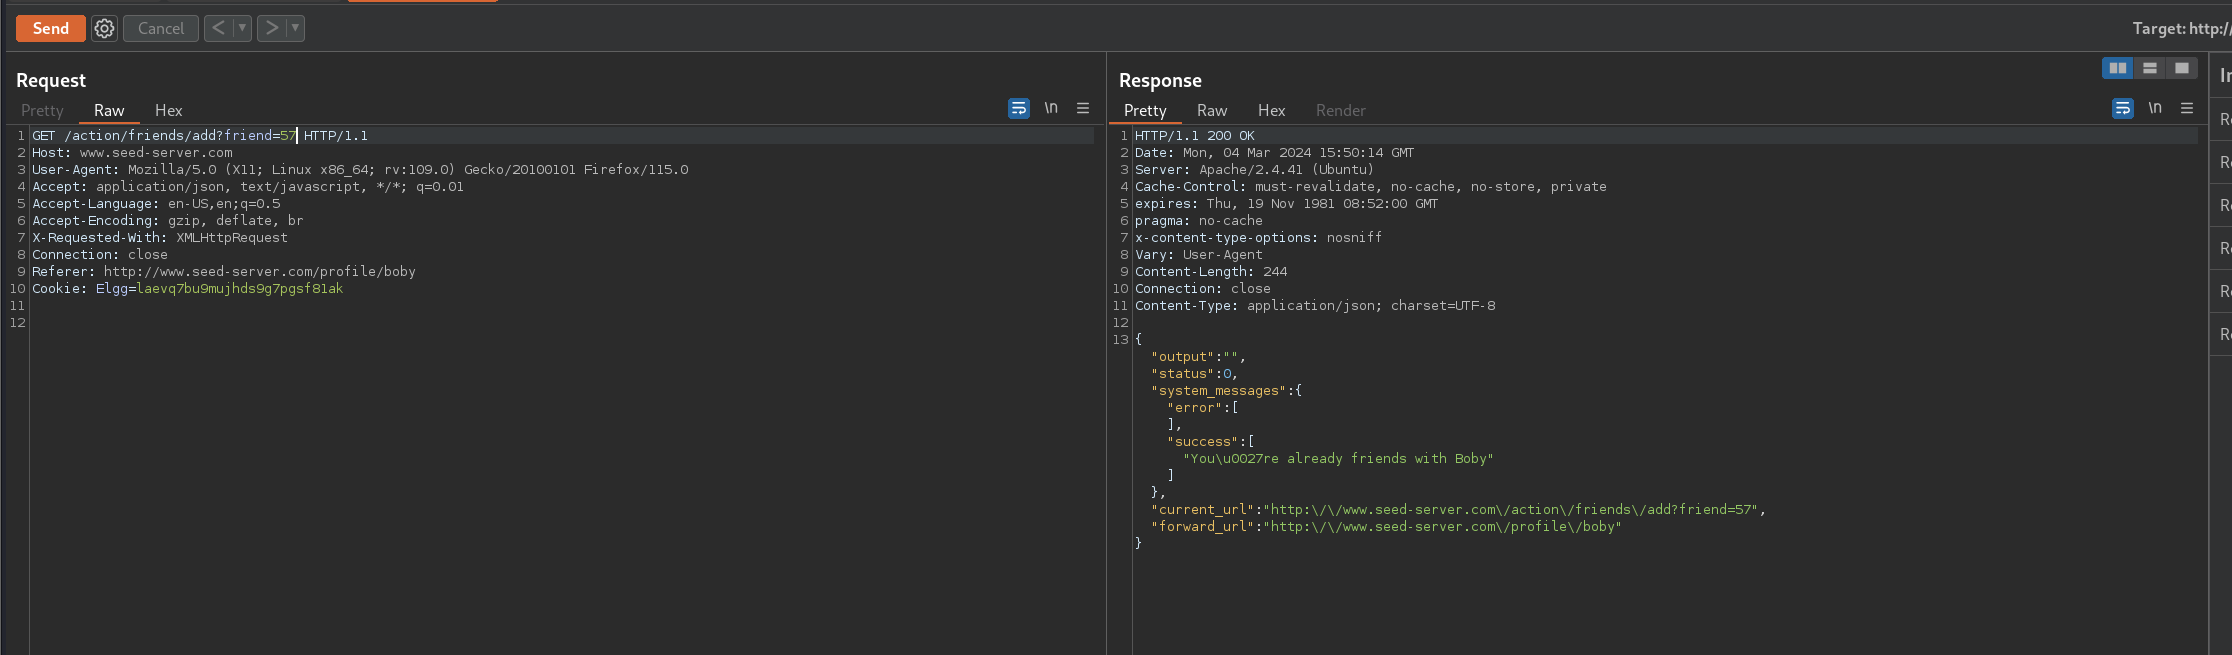 Send
Cancel
<
>
Target: http://
Request
Pretty
Raw
Hex
\n
1 GET /action/friends/add?friend=57 HTTP/1.1
2 Host: www.seed-server.com
3 User-Agent: Mozilla/5.0 (X11; Linux x86_64; rv:109.0) Gecko/20100101 Firefox/115.0
4 Accept: application/json, text/javascript, */*; q=0.01
5 Accept-Language: en-US,en;q=0.5
6 Accept-Encoding: gzip, deflate, br
7 X-Requested-With: XMLHttpRequest
8 Connection: close
9 Referer: http://www.seed-server.com/profile/boby
10 Cookie: Elgg=laevq7bu9mujhds9g7pgsf81ak
11
12
Response
Pretty
Raw
Hex
Render
\n
1 HTTP/1.1 200 OK
2 Date: Mon, 04 Mar 2024 15:50:14 GMT
3 Server: Apache/2.4.41 (Ubuntu)
4 Cache-Control: must-revalidate, no-cache, no-store, private
5 expires: Thu, 19 Nov 1981 08:52:00 GMT
6 pragma: no-cache
7 x-content-type-options: nosniff
8 Vary: User-Agent
9 Content-Length: 244
10 Connection: close
11 Content-Type: application/json; charset=UTF-8
12
13 {
"output":"",
"status":0,
"system_messages":{
"error":[
],
"success":[
"You\u0027re already friends with Boby"
]
},
"current_url":"http:\/\/www.seed-server.com\/action\/friends\/add?friend=57",
"forward_url":"http:\/\/www.seed-server.com\/profile\/boby"
}